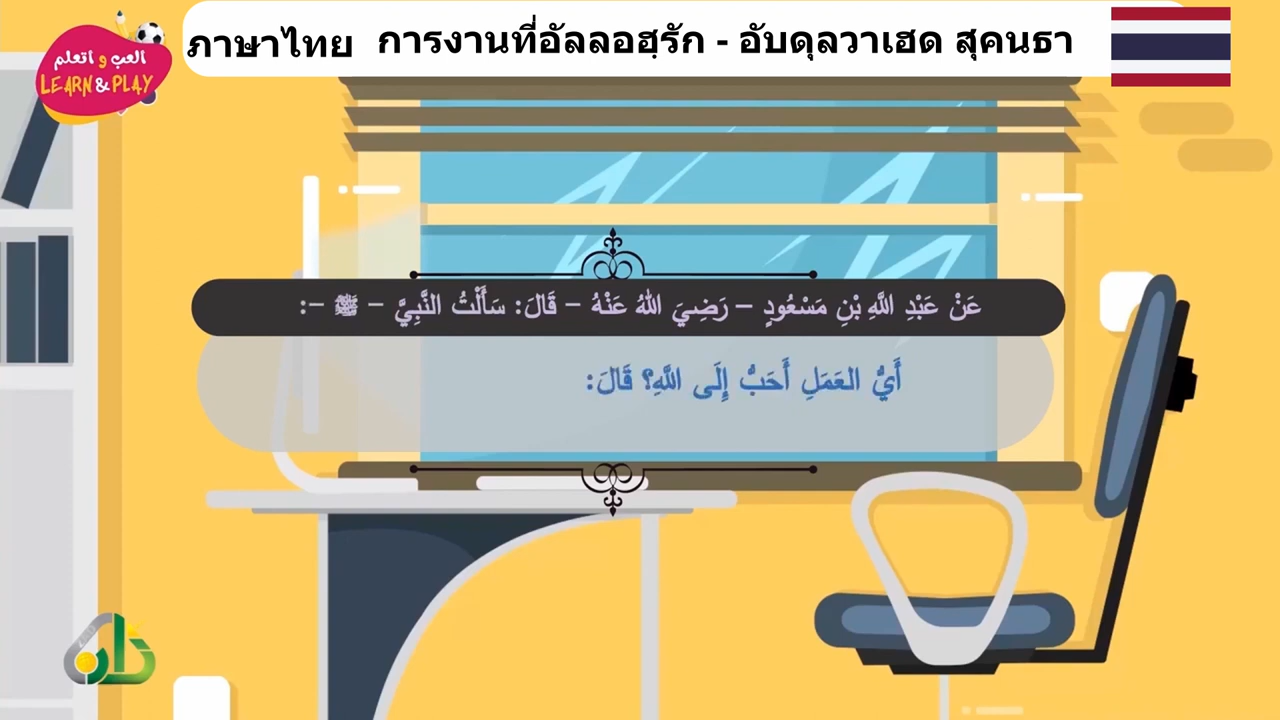 ภาษาไทย การงานที่อัลลอฮฺรัก - อับดุลวาเฮด สุคนธา
العب و اتعلم
LEARN & PLAY
عَنْ عَبْدِ اللَّهِ بْنِ مَسْعُودٍ – رَضِيَ اللهُ عَنْهُ – قَالَ: سَأَلْتُ النَّبِيَّ – ﷺ –:
أَيُّ العَمَلِ أَحَبُّ إِلَى اللَّهِ؟ قَالَ: